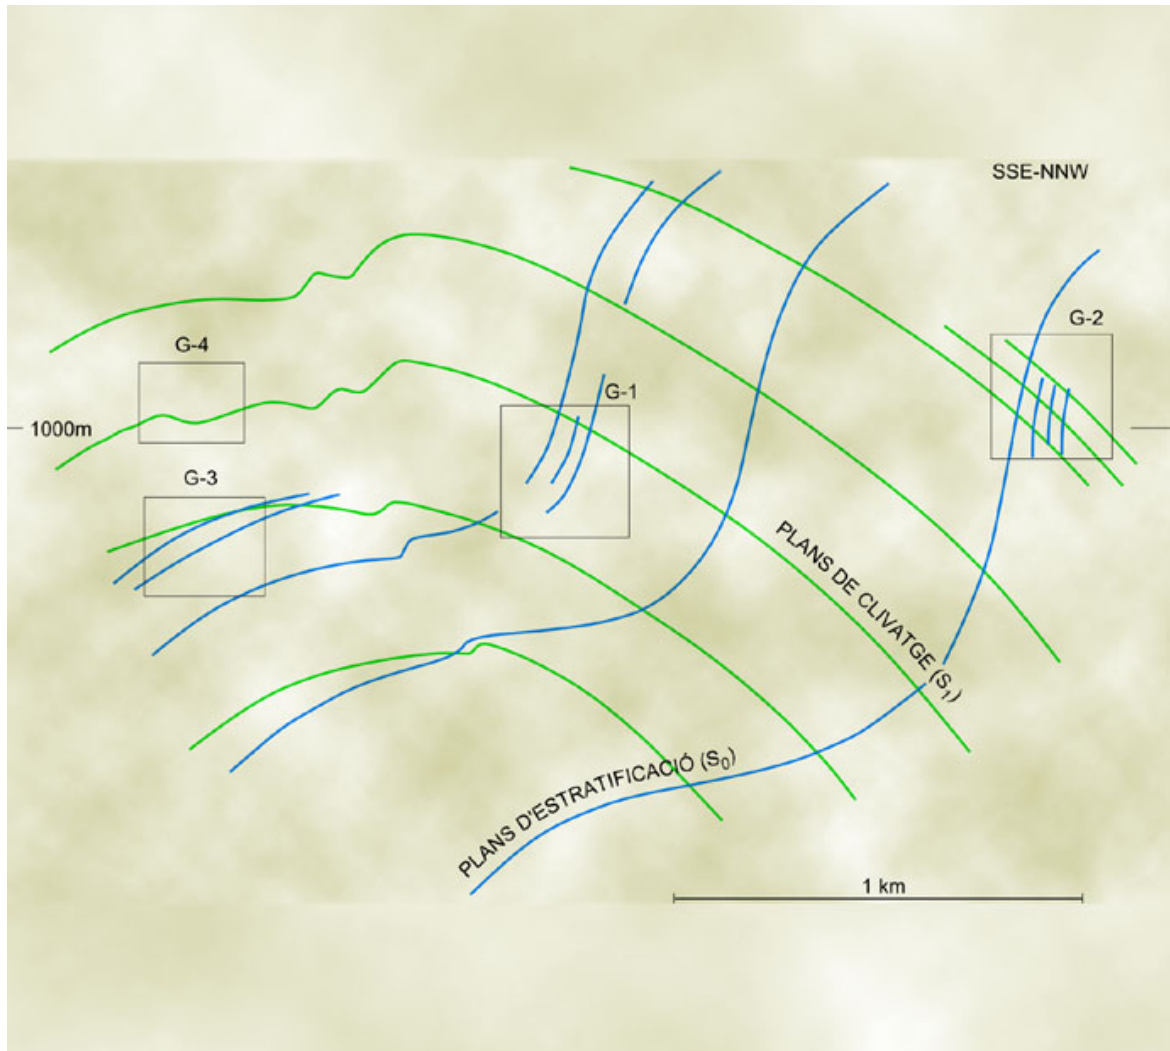 SSE-NNW
G-2
G-4
G-1
1000m
G-3
PLANS DE CLIVATGE (S₁)
PLANS D'ESTRATIFICACIÓ (S₀)
1 km